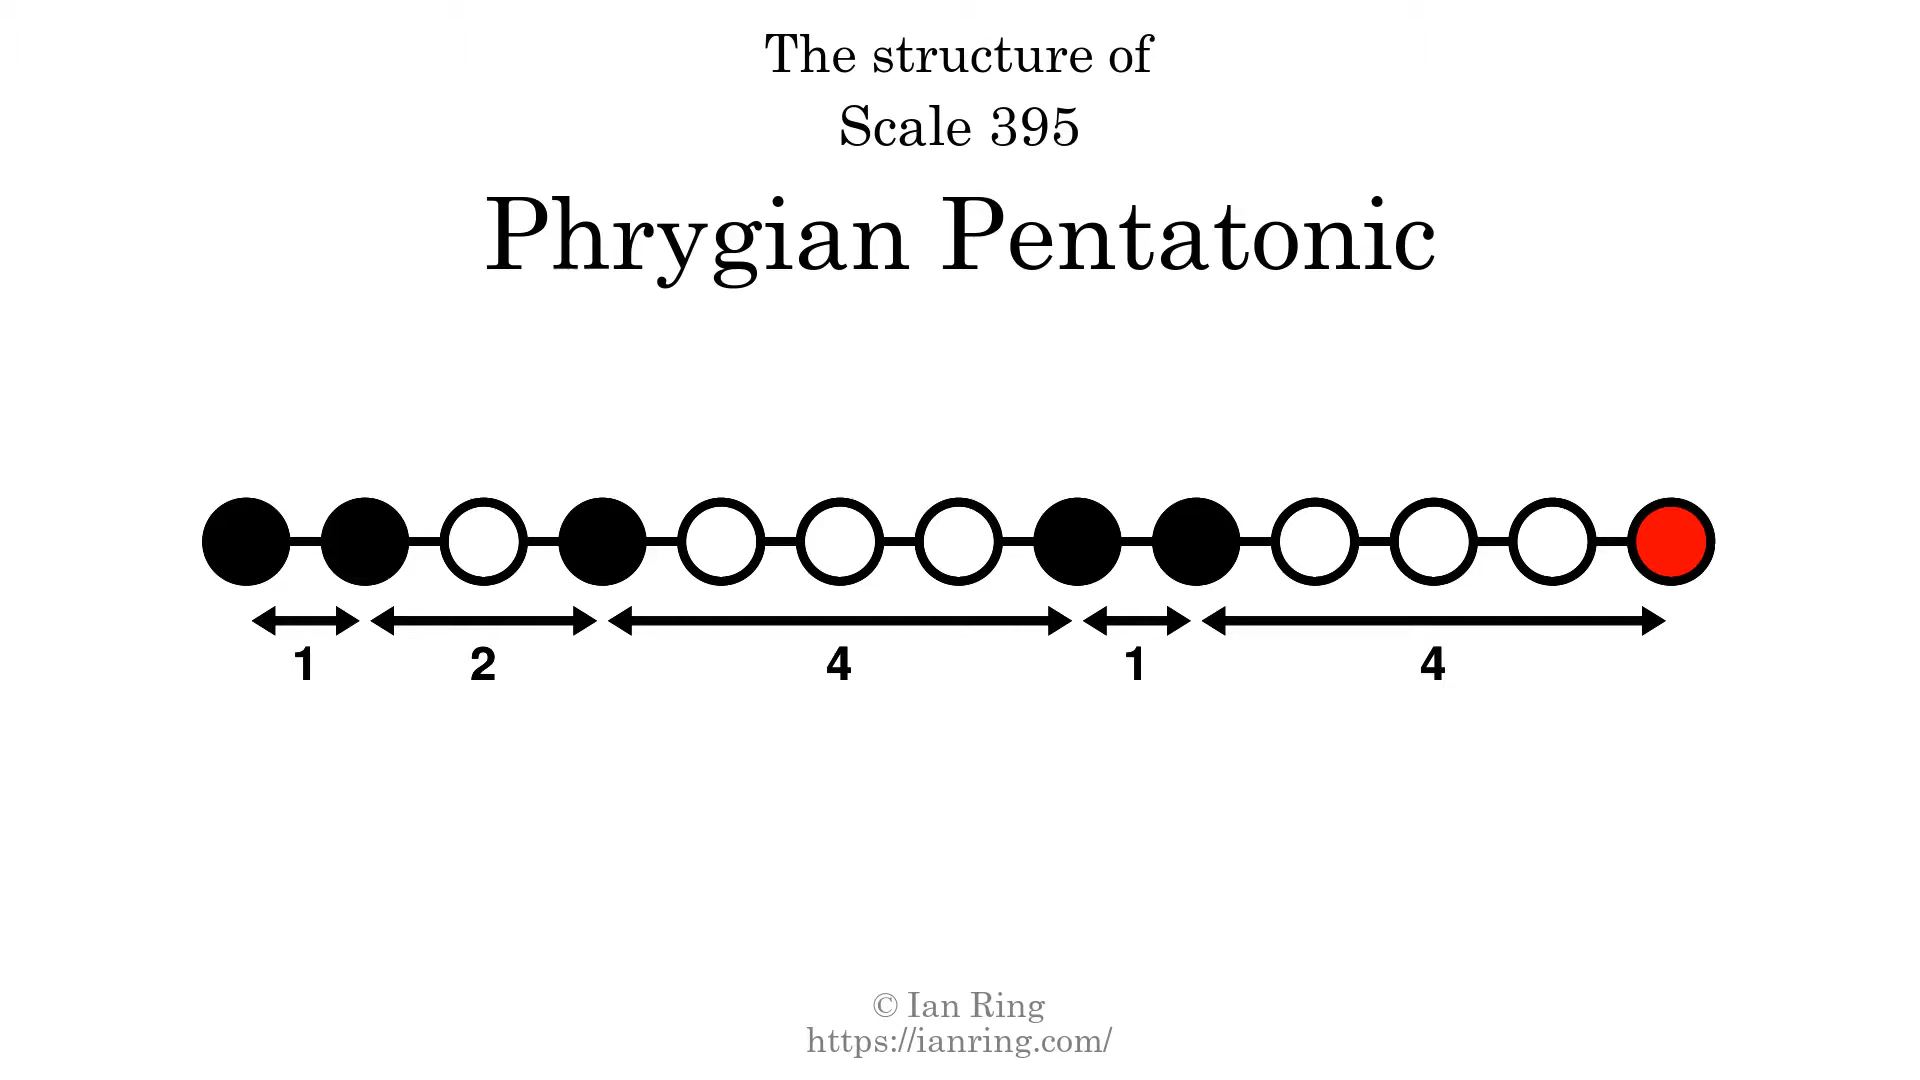 The structure of
Scale 395
Phrygian Pentatonic
1 2 4 1 4
© Ian Ring
https://ianring.com/